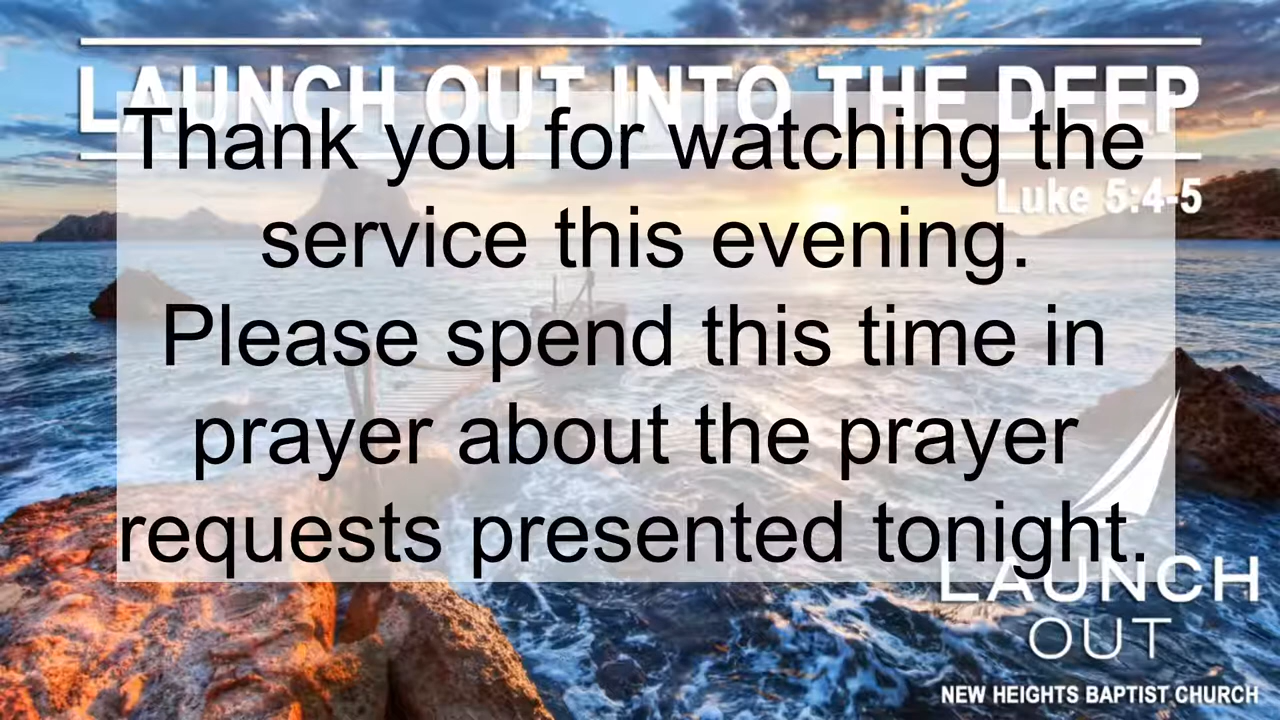 LAUNCH OUT INTO THE DEEP
Luke 5:4-5
Thank you for watching the
service this evening.
Please spend this time in
prayer about the prayer
requests presented tonight.
LAUNCH
OUT
NEW HEIGHTS BAPTIST CHURCH